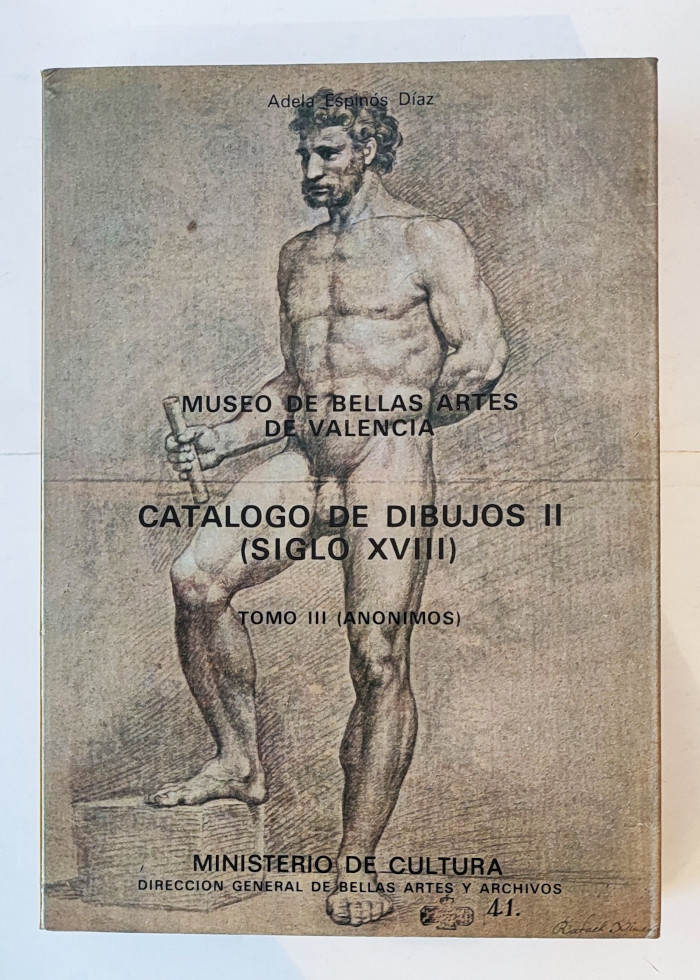 Adela Espinós Díaz
MUSEO DE BELLAS ARTES
DE VALENCIA
CATALOGO DE DIBUJOS II
(SIGLO XVIII)
TOMO III (ANONIMOS)
MINISTERIO DE CULTURA
DIRECCION GENERAL DE BELLAS ARTES Y ARCHIVOS
41.
Rafael